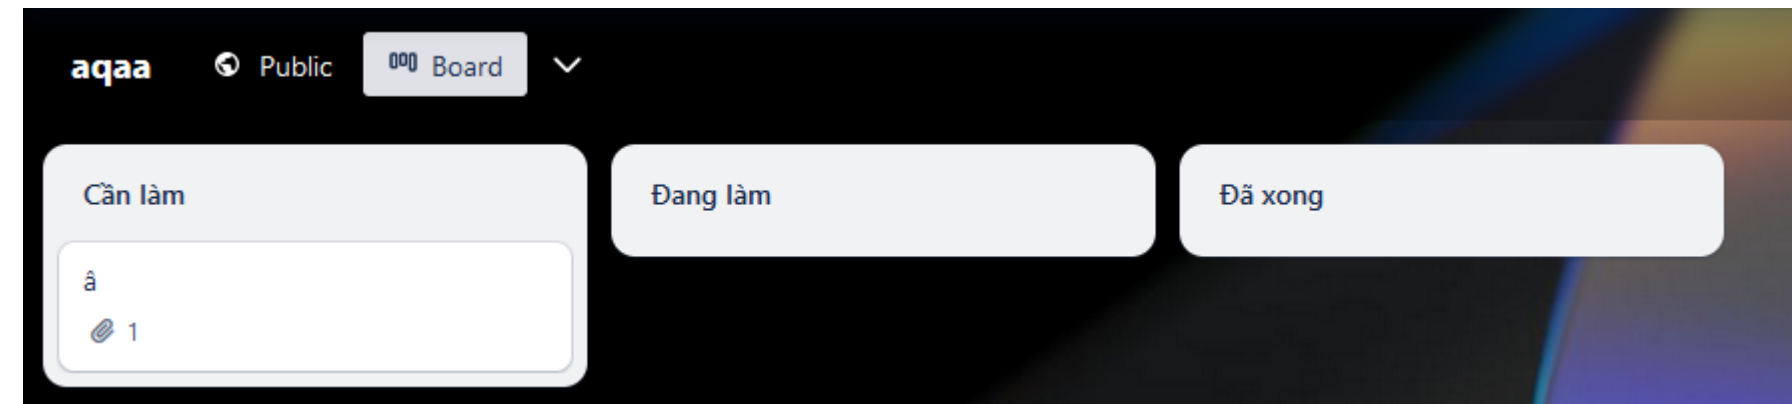 aqaa Public Board
Cần làm
â
1
Đang làm
Đã xong